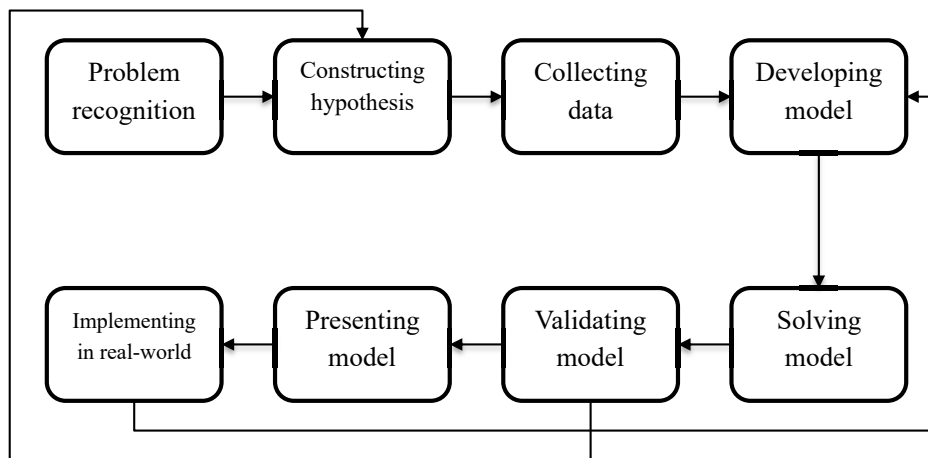 Problem
recognition
Constructing
hypothesis
Collecting
data
Developing
model
Implementing
in real-world
Presenting
model
Validating
model
Solving
model